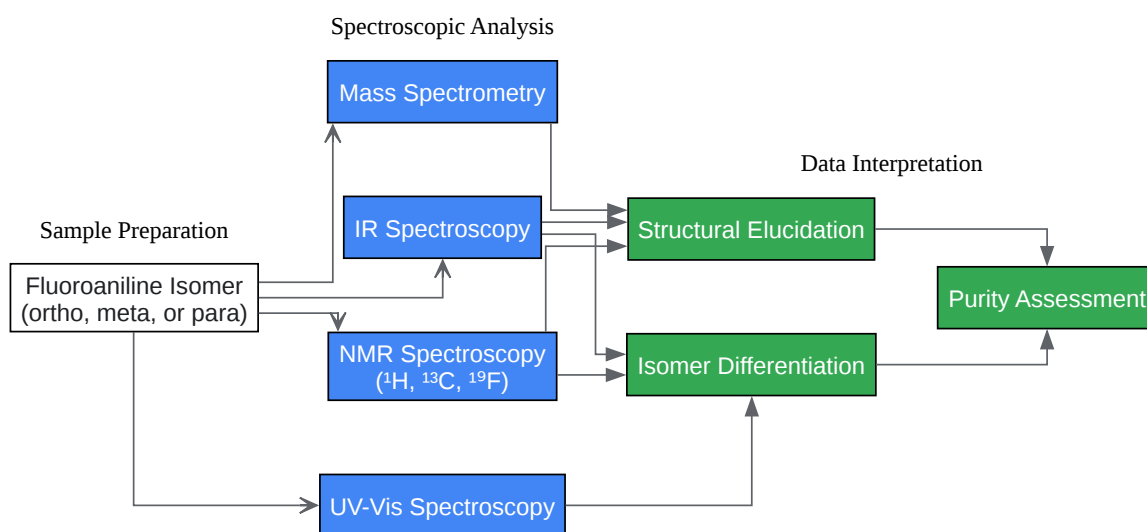 Spectroscopic Analysis
Mass Spectrometry
Data Interpretation
IR Spectroscopy
Structural Elucidation
Sample Preparation
Fluoroaniline Isomer
(ortho, meta, or para)
Purity Assessment
NMR Spectroscopy
(¹H, ¹³C, ¹⁹F)
Isomer Differentiation
UV-Vis Spectroscopy